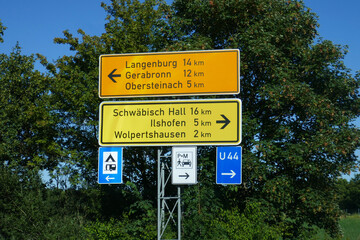 Langenburg 14 km
Gerabronn 12 km
Obersteinach 5 km
Schwäbisch Hall 16 km
Ilshofen 5 km
Wolpertshausen 2 km
P+M
U 44